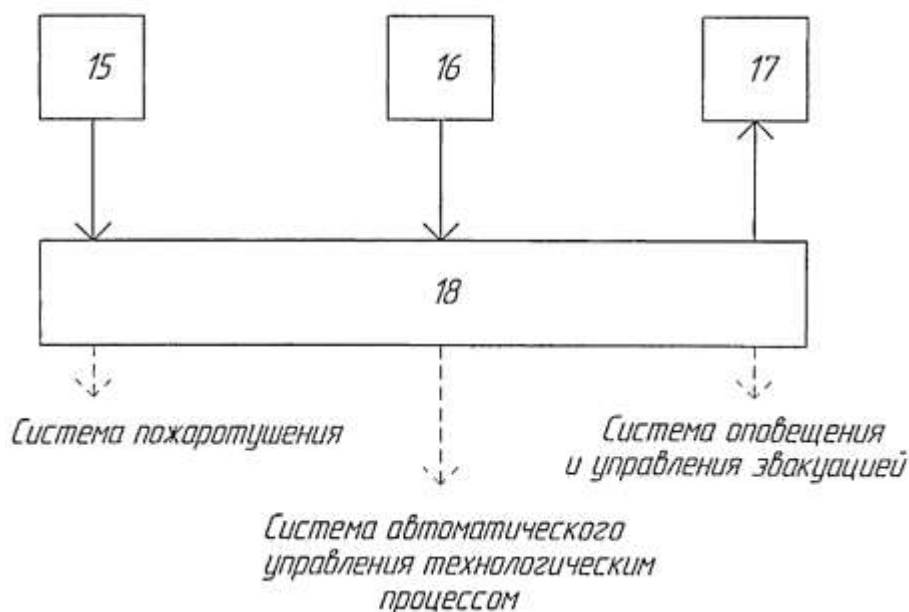 15
16
17
18
Система пожаротушения
Система оповещения
и управления эвакуацией
Система автоматического
управления технологическим
процессом